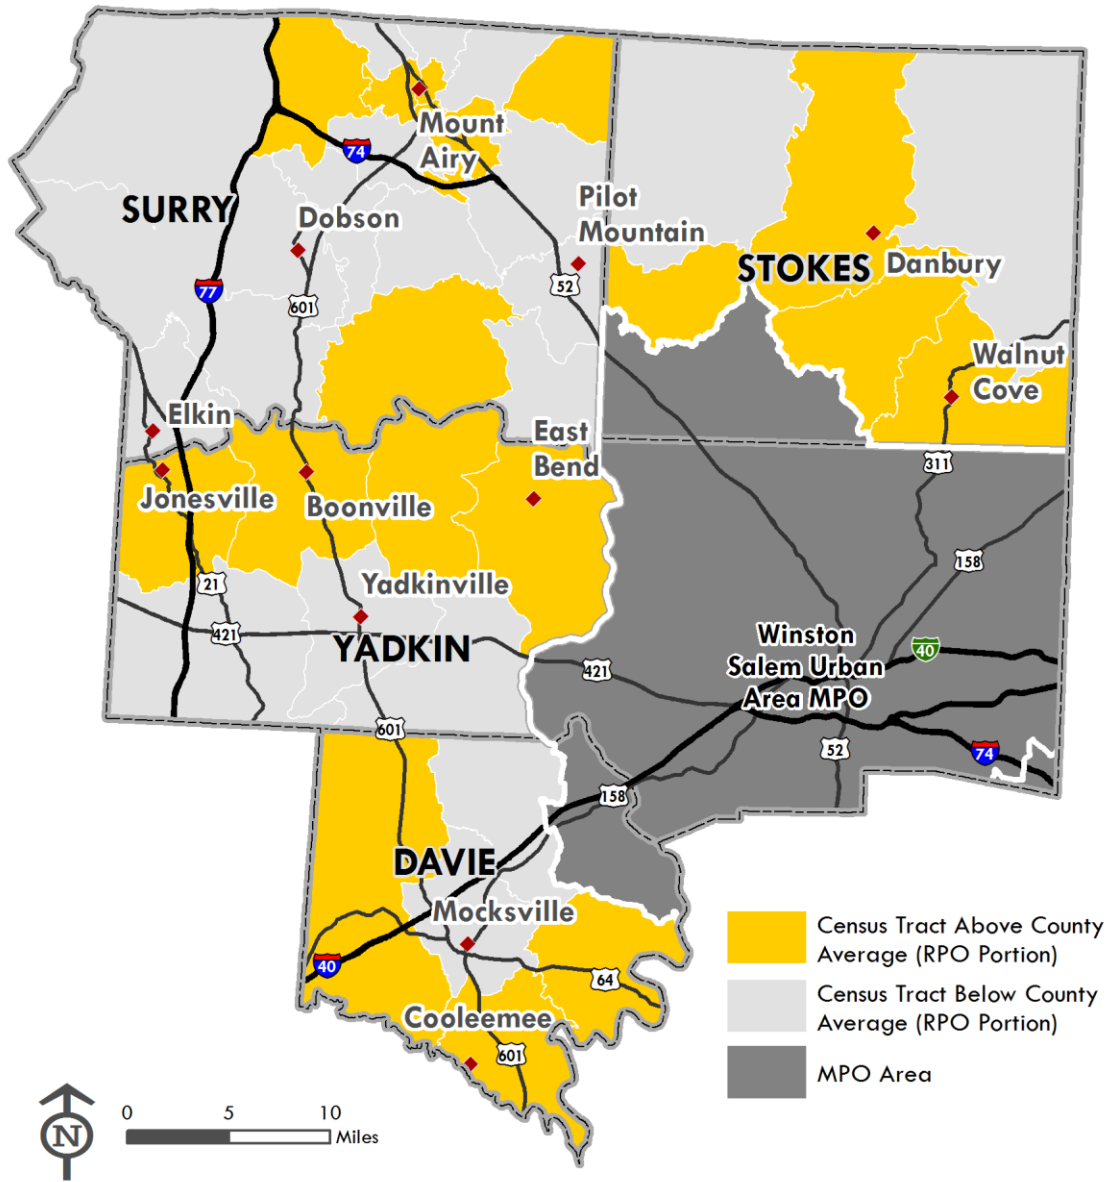 Mount
Airy
74
Pilot
Mountain
SURRY
Dobson
STOKES
Danbury
77
52
601
Walnut
Cove
Elkin
East
Bend
311
Jonesville
Boonville
158
21
Yadkinville
421
YADKIN
Winston
Salem Urban
Area MPO
40
421
601
52
74
158
DAVIE
Mocksville
40
64
Cooleemee
601
Census Tract Above County
Average (RPO Portion)
Census Tract Below County
Average (RPO Portion)
MPO Area
N
0 5 10
Miles